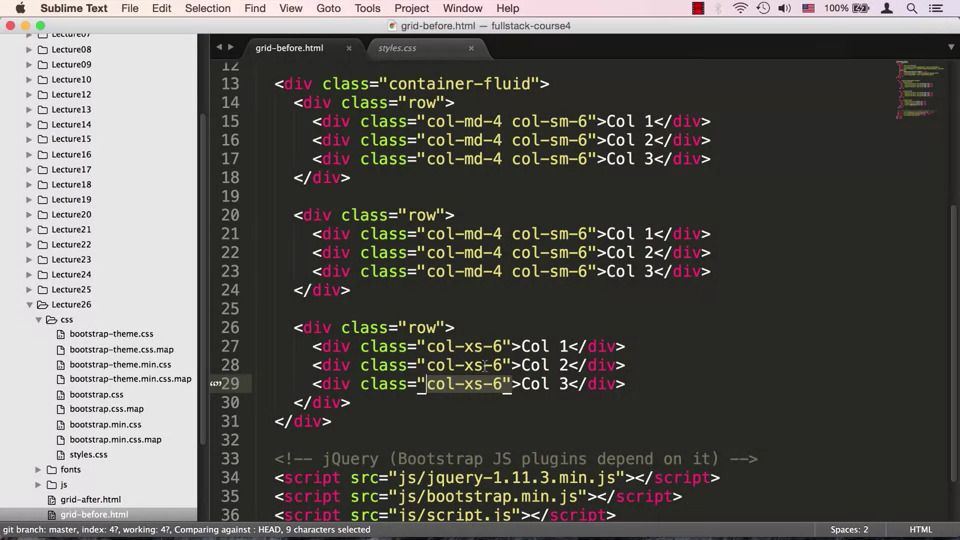 Sublime Text File Edit Selection Find View Goto Tools Project Window Help 100%
grid-before.html — fullstack-course4
grid-before.html × styles.css ×
Lecture07
Lecture08
Lecture09
Lecture10
Lecture12
Lecture13
Lecture14
Lecture15
Lecture16
Lecture17
Lecture18
Lecture19
Lecture20
Lecture21
Lecture22
Lecture23
Lecture24
Lecture25
Lecture26
css
bootstrap-theme.css
bootstrap-theme.css.map
bootstrap-theme.min.css
bootstrap-theme.min.css.map
bootstrap.css
bootstrap.css.map
bootstrap.min.css
bootstrap.min.css.map
styles.css
fonts
js
grid-after.html
grid-before.html
12
13 <div class="container-fluid">
14 <div class="row">
15 <div class="col-md-4 col-sm-6">Col 1</div>
16 <div class="col-md-4 col-sm-6">Col 2</div>
17 <div class="col-md-4 col-sm-6">Col 3</div>
18 </div>
19
20 <div class="row">
21 <div class="col-md-4 col-sm-6">Col 1</div>
22 <div class="col-md-4 col-sm-6">Col 2</div>
23 <div class="col-md-4 col-sm-6">Col 3</div>
24 </div>
25
26 <div class="row">
27 <div class="col-xs-6">Col 1</div>
28 <div class="col-xs-6">Col 2</div>
29 <div class="col-xs-6">Col 3</div>
30 </div>
31 </div>
32
33 <!-- jQuery (Bootstrap JS plugins depend on it) -->
34 <script src="js/jquery-1.11.3.min.js"></script>
35 <script src="js/bootstrap.min.js"></script>
36 <script src="js/script.js"></script>
git branch: master, index: 4?, working: 4?, Comparing against : HEAD, 9 characters selected Spaces: 2 HTML